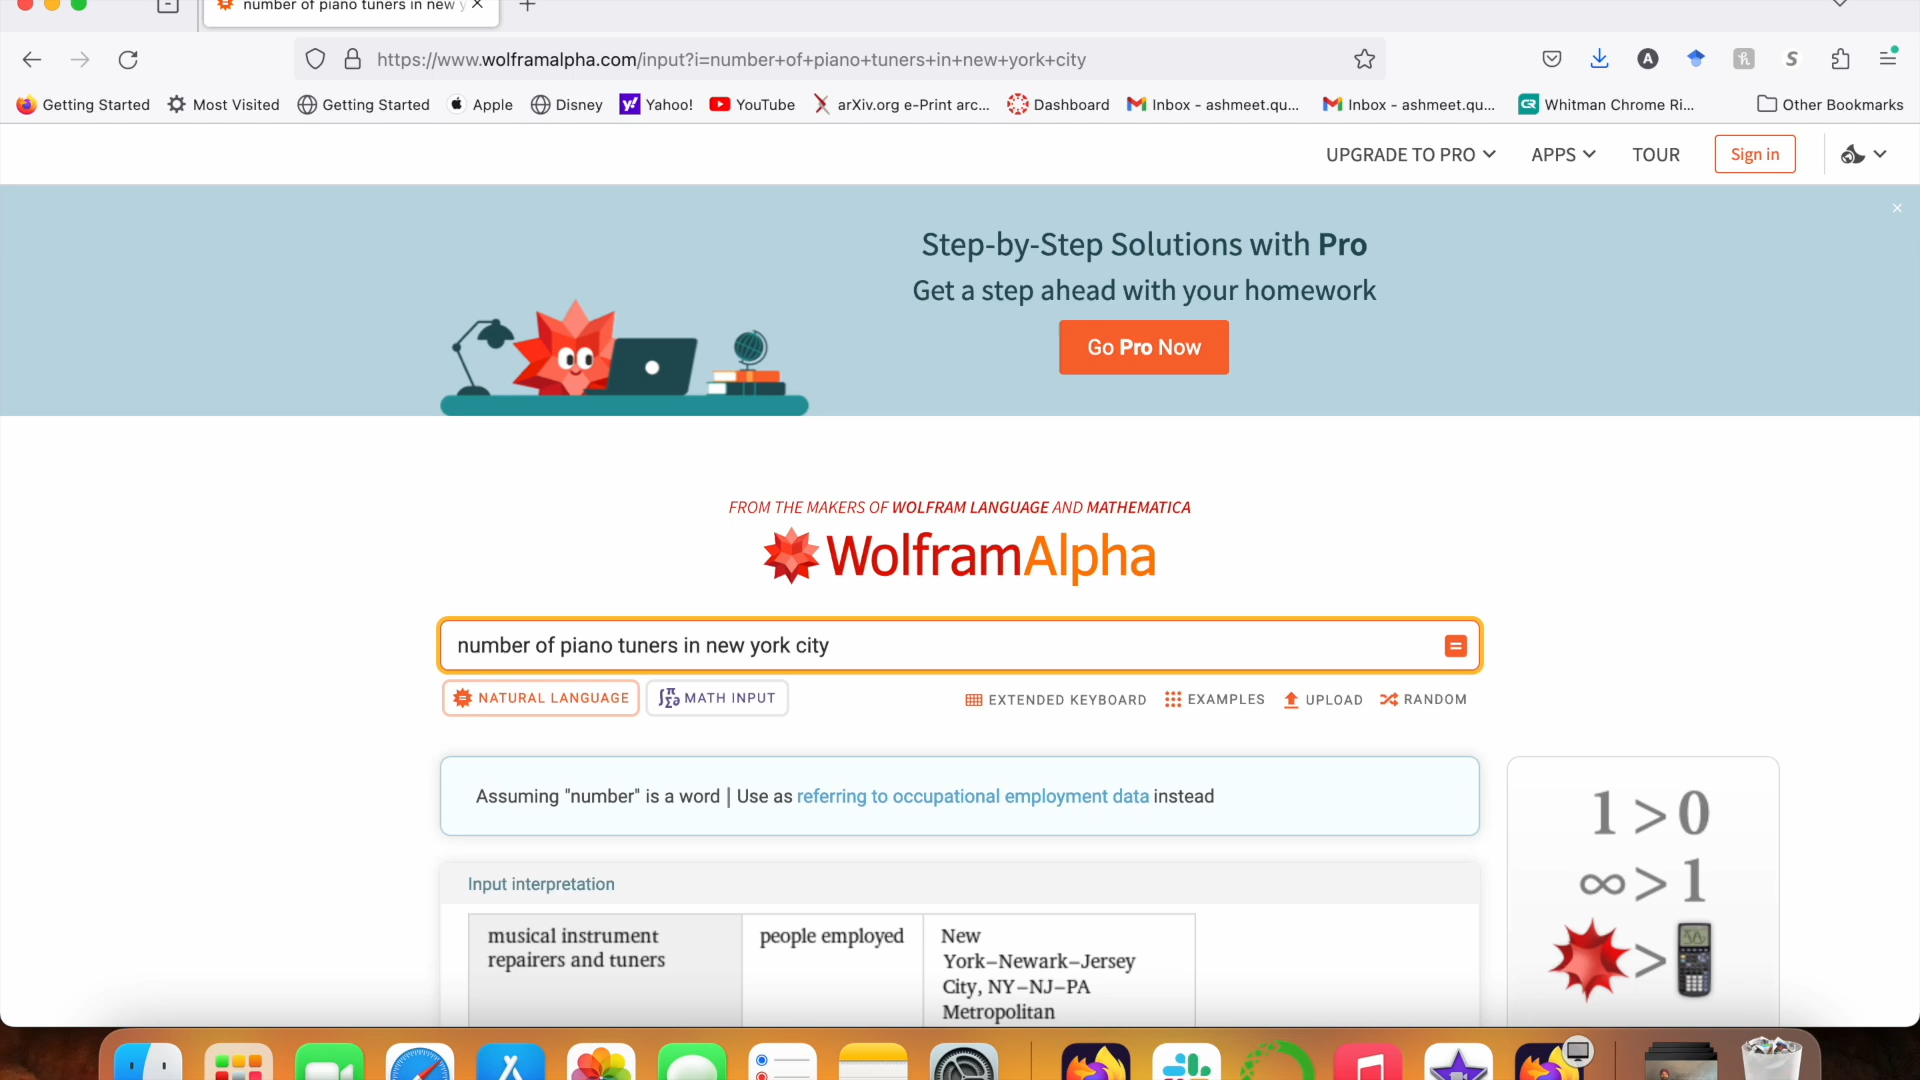 number of piano tuners in new y
https://www.wolframalpha.com/input?i=number+of+piano+tuners+in+new+york+city
Getting Started
Most Visited
Getting Started
Apple
Disney
Yahoo!
YouTube
arXiv.org e-Print arc...
Dashboard
Inbox - ashmeet.qu...
Inbox - ashmeet.qu...
Whitman Chrome Ri...
Other Bookmarks
UPGRADE TO PRO
APPS
TOUR
Sign in
Step-by-Step Solutions with Pro
Get a step ahead with your homework
Go Pro Now
FROM THE MAKERS OF WOLFRAM LANGUAGE AND MATHEMATICA
WolframAlpha
number of piano tuners in new york city
NATURAL LANGUAGE
MATH INPUT
EXTENDED KEYBOARD
EXAMPLES
UPLOAD
RANDOM
Assuming "number" is a word | Use as referring to occupational employment data instead
1 > 0
∞ > 1
>
Input interpretation
musical instrument
repairers and tuners
people employed
New
York–Newark–Jersey
City, NY–NJ–PA
Metropolitan